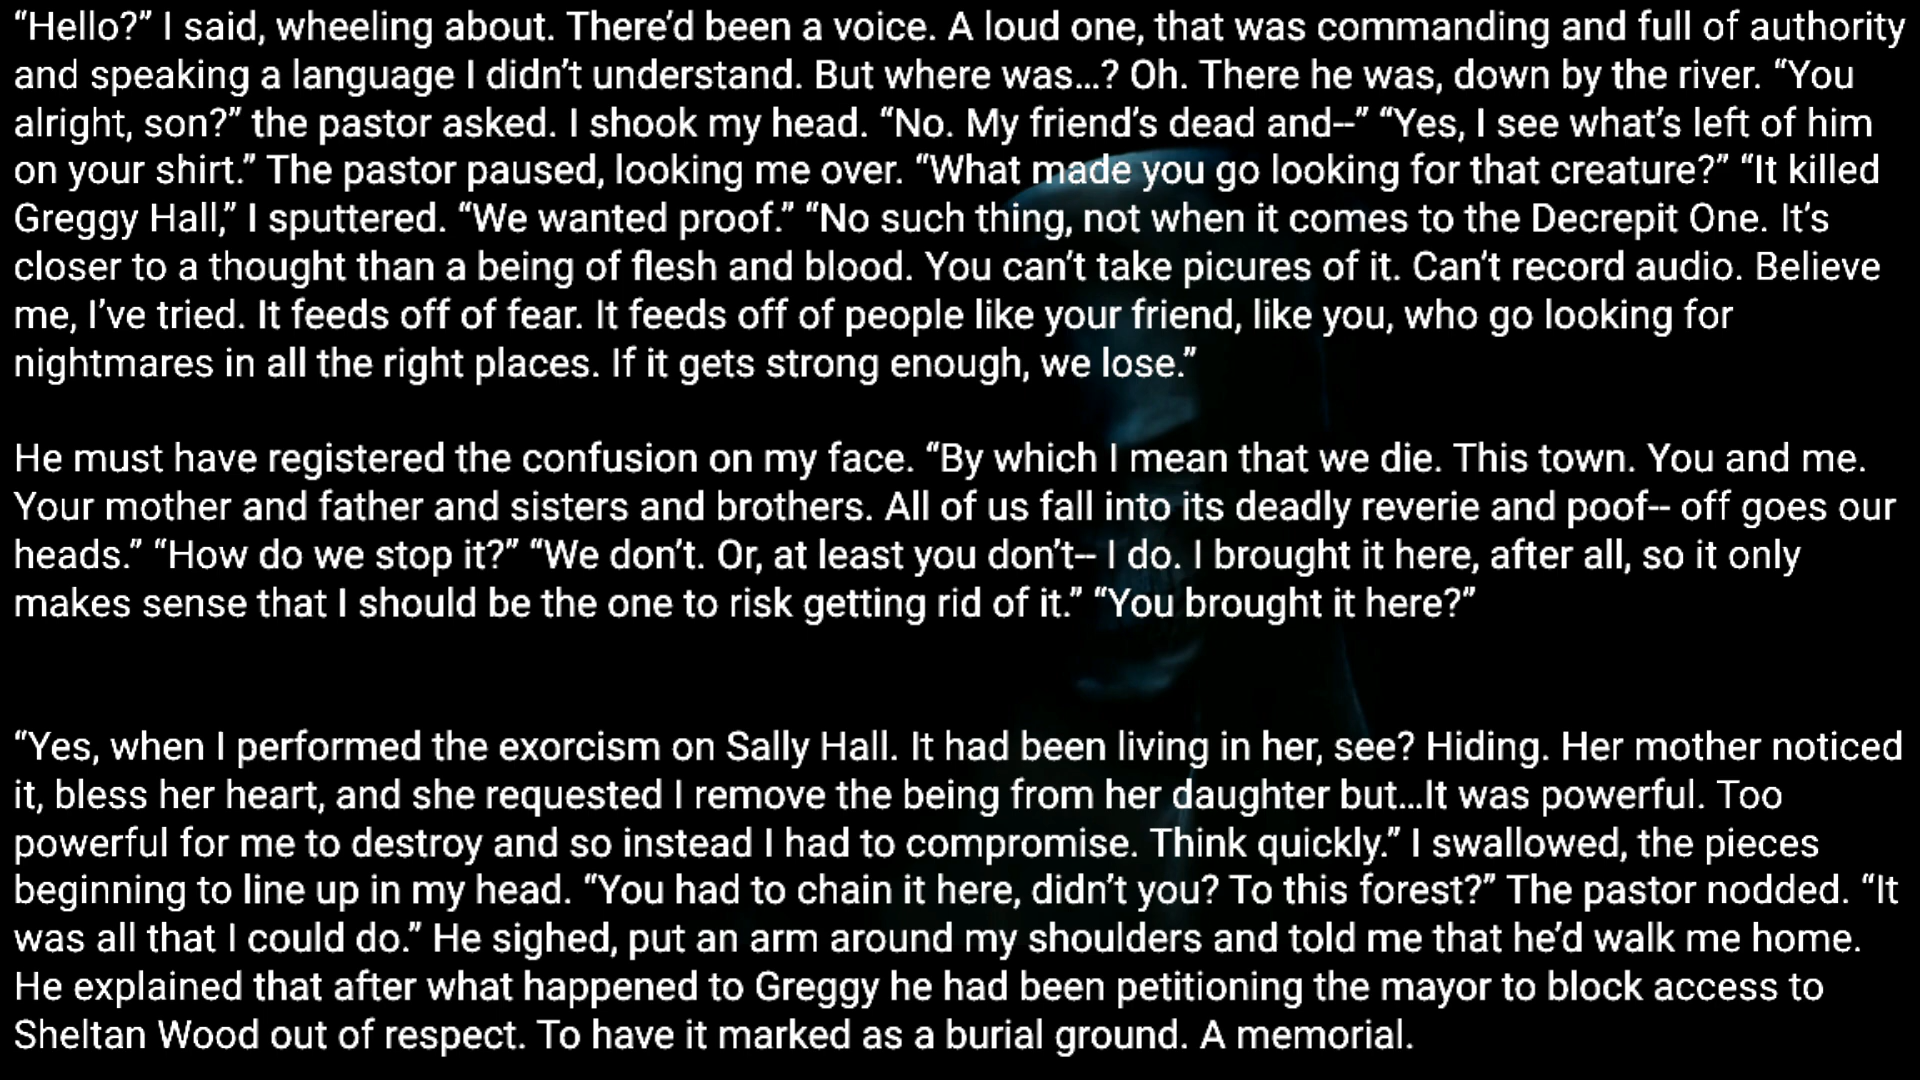 “Hello?” I said, wheeling about. There’d been a voice. A loud one, that was commanding and full of authority
and speaking a language I didn’t understand. But where was...? Oh. There he was, down by the river. “You
alright, son?” the pastor asked. I shook my head. “No. My friend’s dead and--” “Yes, I see what’s left of him
on your shirt.” The pastor paused, looking me over. “What made you go looking for that creature?” “It killed
Greggy Hall,” I sputtered. “We wanted proof.” “No such thing, not when it comes to the Decrepit One. It’s
closer to a thought than a being of flesh and blood. You can’t take picures of it. Can’t record audio. Believe
me, I’ve tried. It feeds off of fear. It feeds off of people like your friend, like you, who go looking for
nightmares in all the right places. If it gets strong enough, we lose.”
He must have registered the confusion on my face. “By which I mean that we die. This town. You and me.
Your mother and father and sisters and brothers. All of us fall into its deadly reverie and poof-- off goes our
heads.” “How do we stop it?” “We don’t. Or, at least you don’t-- I do. I brought it here, after all, so it only
makes sense that I should be the one to risk getting rid of it.” “You brought it here?”
“Yes, when I performed the exorcism on Sally Hall. It had been living in her, see? Hiding. Her mother noticed
it, bless her heart, and she requested I remove the being from her daughter but...It was powerful. Too
powerful for me to destroy and so instead I had to compromise. Think quickly.” I swallowed, the pieces
beginning to line up in my head. “You had to chain it here, didn’t you? To this forest?” The pastor nodded. “It
was all that I could do.” He sighed, put an arm around my shoulders and told me that he’d walk me home.
He explained that after what happened to Greggy he had been petitioning the mayor to block access to
Sheltan Wood out of respect. To have it marked as a burial ground. A memorial.